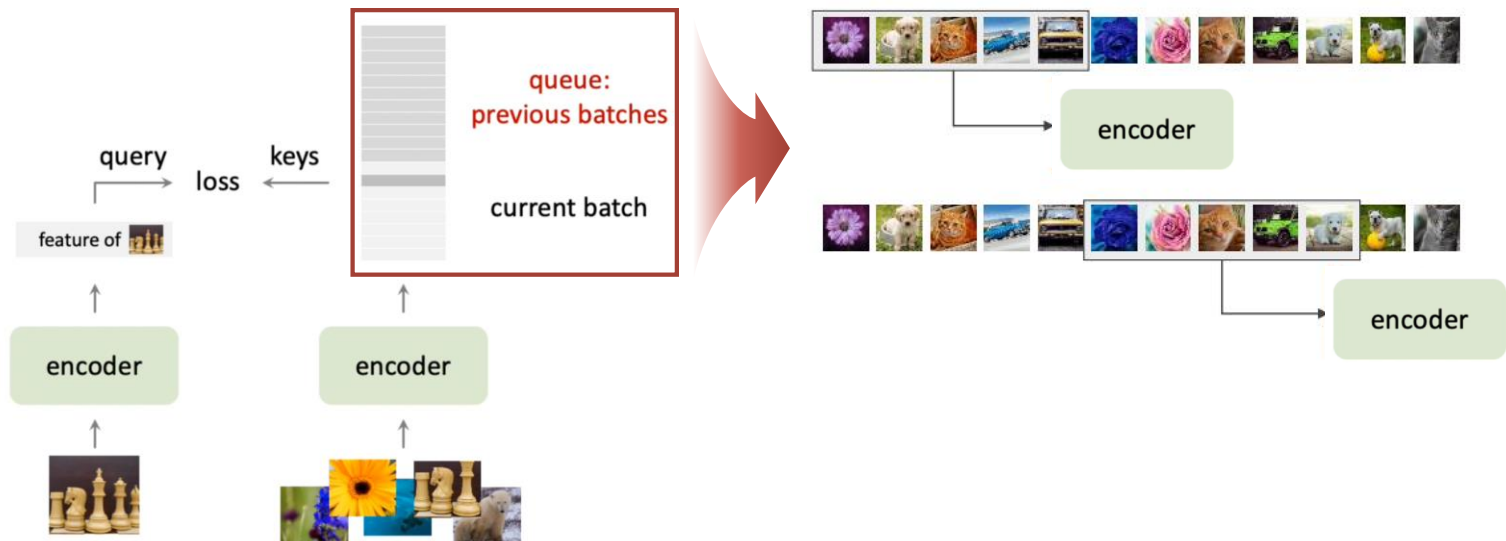 queue:
previous batches
query
keys
loss
current batch
feature of
encoder
encoder
encoder
encoder